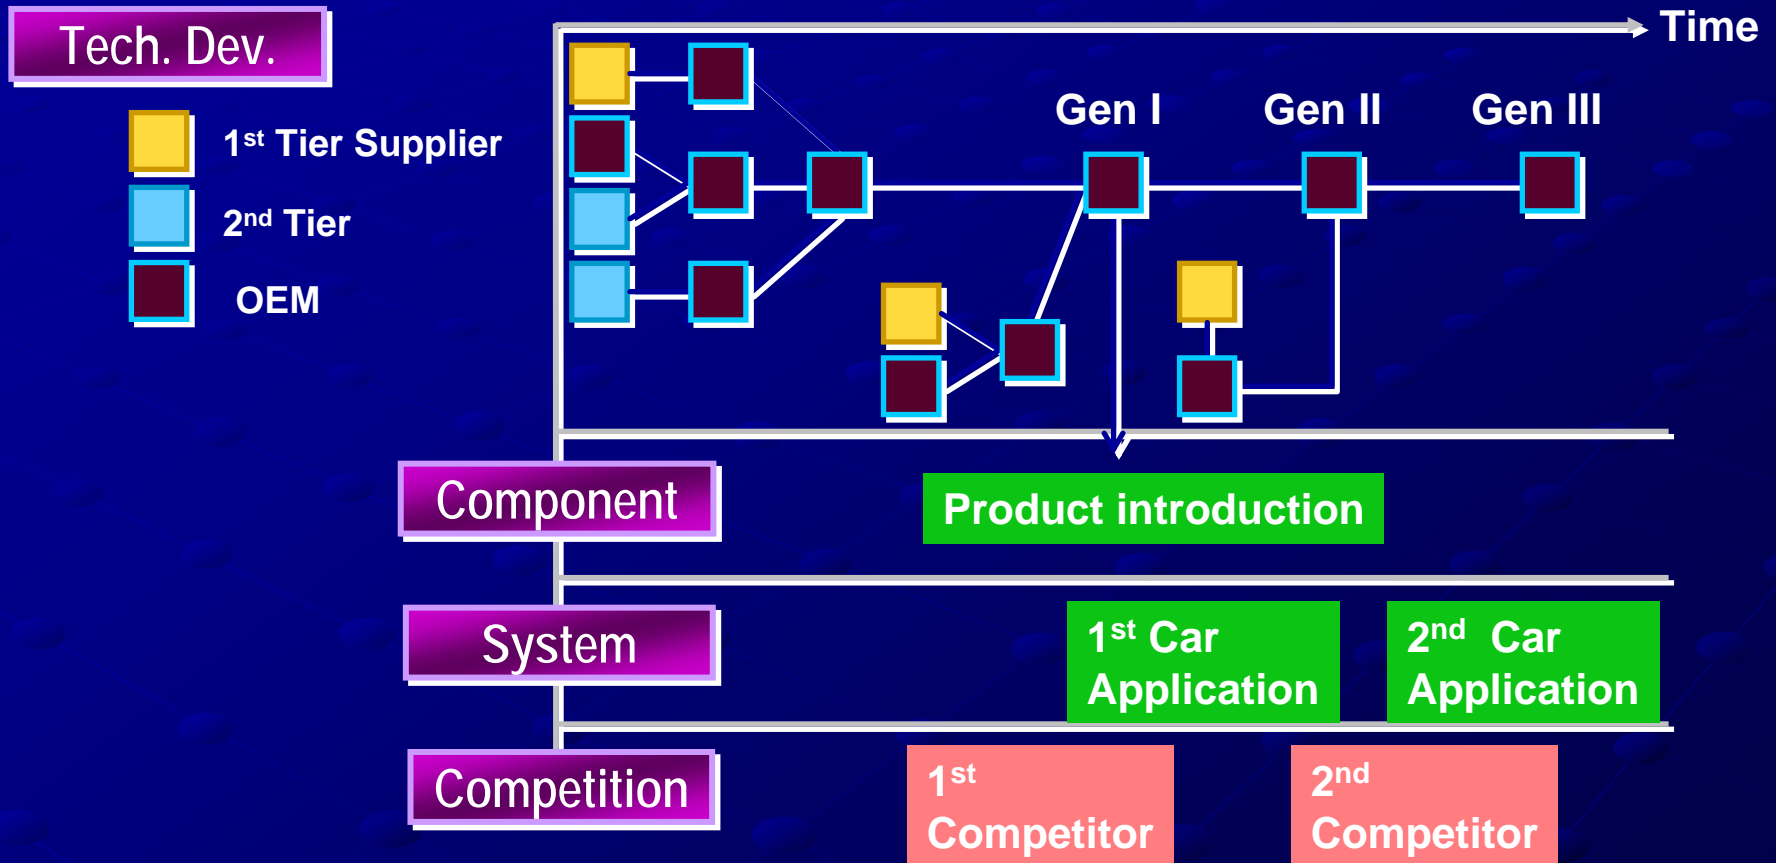 Tech. Dev.
Time
1st Tier Supplier
2nd Tier
OEM
Gen I
Gen II
Gen III
Component
Product introduction
System
1st Car
Application
2nd Car
Application
Competition
1st
Competitor
2nd
Competitor